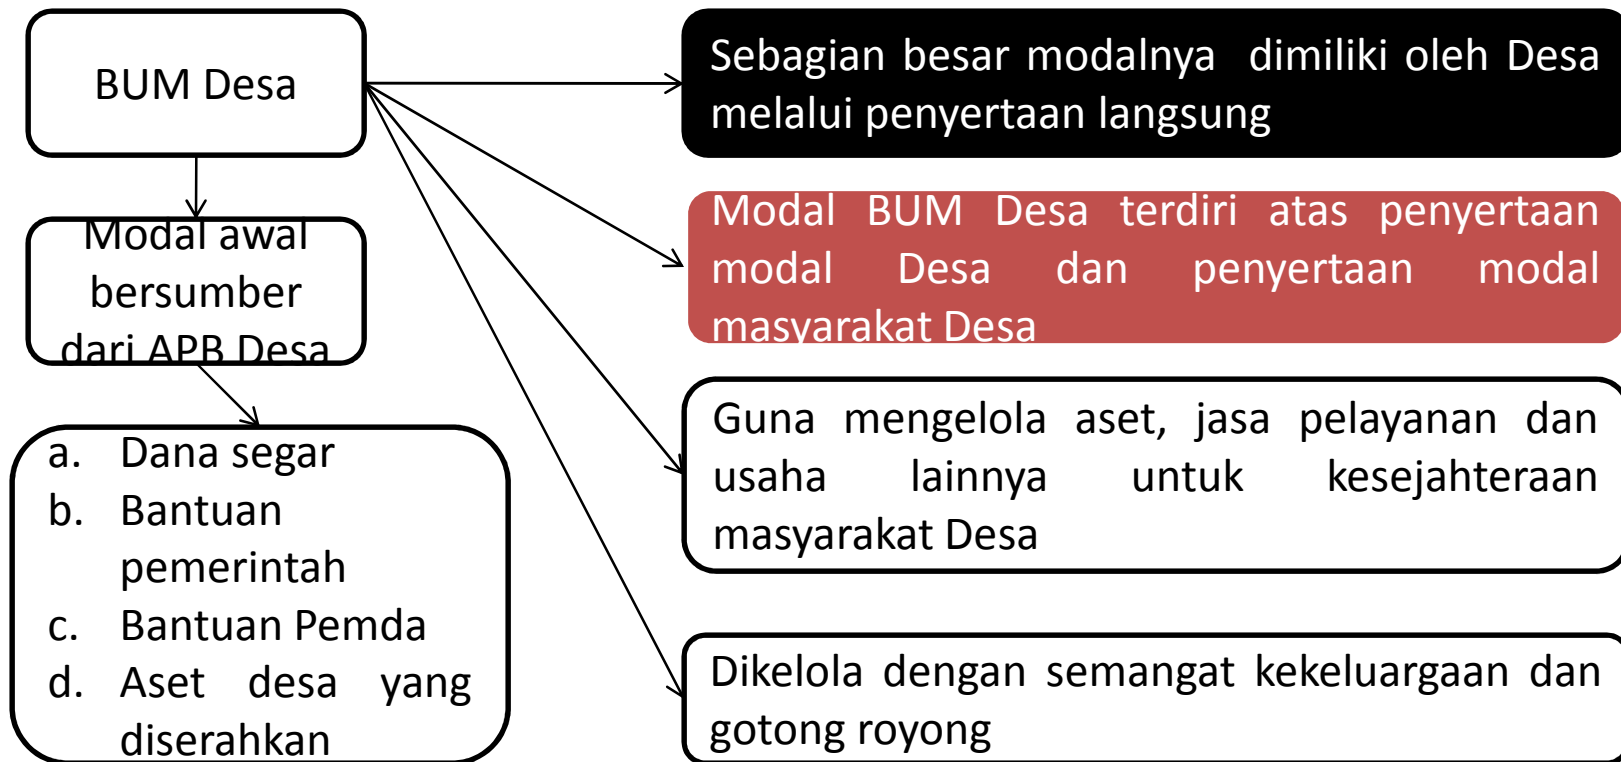 BUM Desa
Modal awal
bersumber
dari APB Desa
a. Dana segar
b. Bantuan
pemerintah
c. Bantuan Pemda
d. Aset desa yang
diserahkan
Sebagian besar modalnya dimiliki oleh Desa
melalui penyertaan langsung
Modal BUM Desa terdiri atas penyertaan
modal Desa dan penyertaan modal
masyarakat Desa
Guna mengelola aset, jasa pelayanan dan
usaha lainnya untuk kesejahteraan
masyarakat Desa
Dikelola dengan semangat kekeluargaan dan
gotong royong